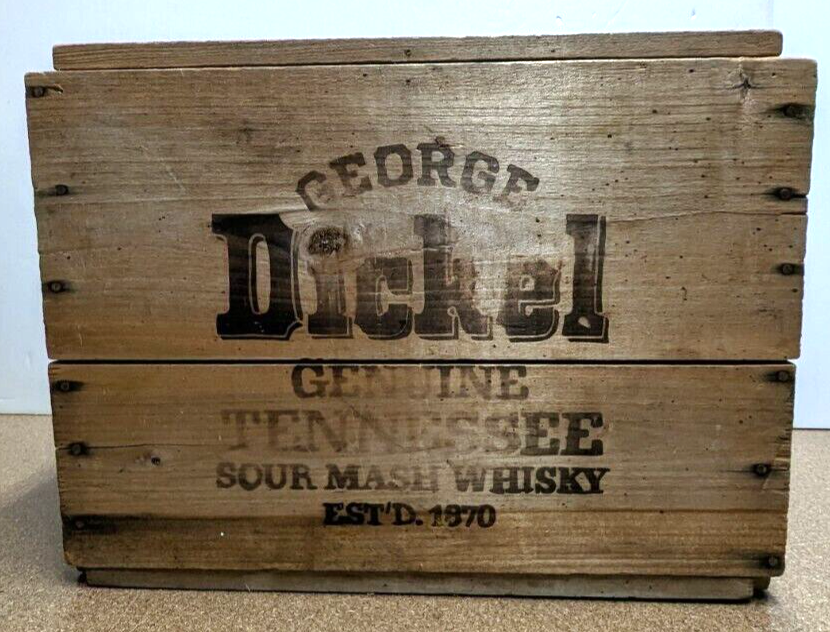 GEORGE
Dickel
GENUINE
TENNESSEE
SOUR MASH WHISKY
EST'D. 1870